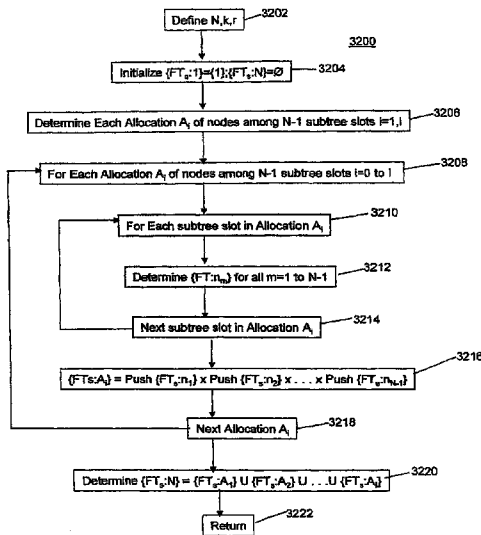 Define N,k,r
3202
3200
Initialize {FTₛ:1}={1};{FTₛ:N}=Ø
3204
Determine Each Allocation Aᵢ of nodes among N-1 subtree slots i=1,i
3206
For Each Allocation Aᵢ of nodes among N-1 subtree slots i=0 to i
3208
For Each subtree slot in Allocation Aᵢ
3210
Determine {FT:nₘ} for all m=1 to N-1
3212
Next subtree slot in Allocation Aᵢ
3214
{FTs:Aᵢ} = Push {FTₛ:n₁} x Push {FTₛ:n₂} x . . . x Push {FTₛ:n_N-1}
3216
Next Allocation Aᵢ
3218
Determine {FTₛ:N} = {FTₛ:A₁} U {FTₛ:A₂} U ...U {FTₛ:Aᵢ}
3220
Return
3222